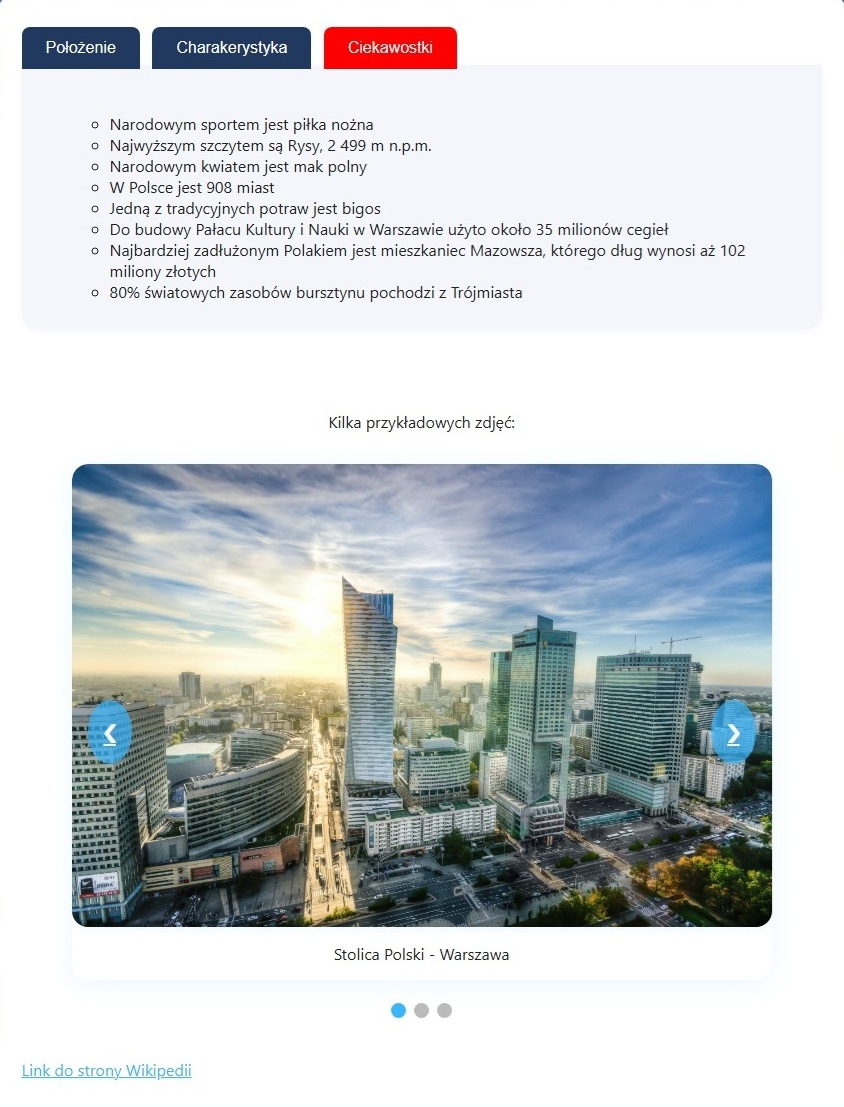 Położenie
Charakerystyka
Ciekawostki
Narodowym sportem jest piłka nożna
Najwyższym szczytem są Rysy, 2 499 m n.p.m.
Narodowym kwiatem jest mak polny
W Polsce jest 908 miast
Jedną z tradycyjnych potraw jest bigos
Do budowy Pałacu Kultury i Nauki w Warszawie użyto około 35 milionów cegieł
Najbardziej zadłużonym Polakiem jest mieszkaniec Mazowsza, którego dług wynosi aż 102
miliony złotych
80% światowych zasobów bursztynu pochodzi z Trójmiasta
Kilka przykładowych zdjęć:
Stolica Polski - Warszawa
Link do strony Wikipedii